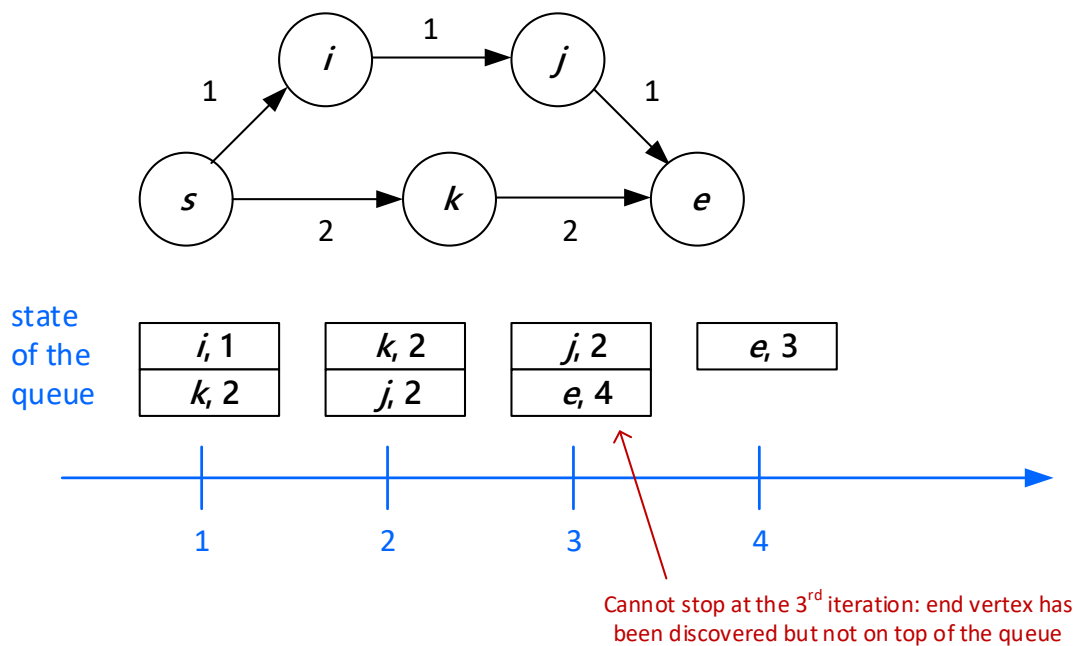 1
i
j
1
1
s
k
e
2
2
state
of the
queue
i, 1
k, 2
j, 2
e, 3
k, 2
j, 2
e, 4
1
2
3
4
Cannot stop at the 3rd iteration: end vertex has
been discovered but not on top of the queue